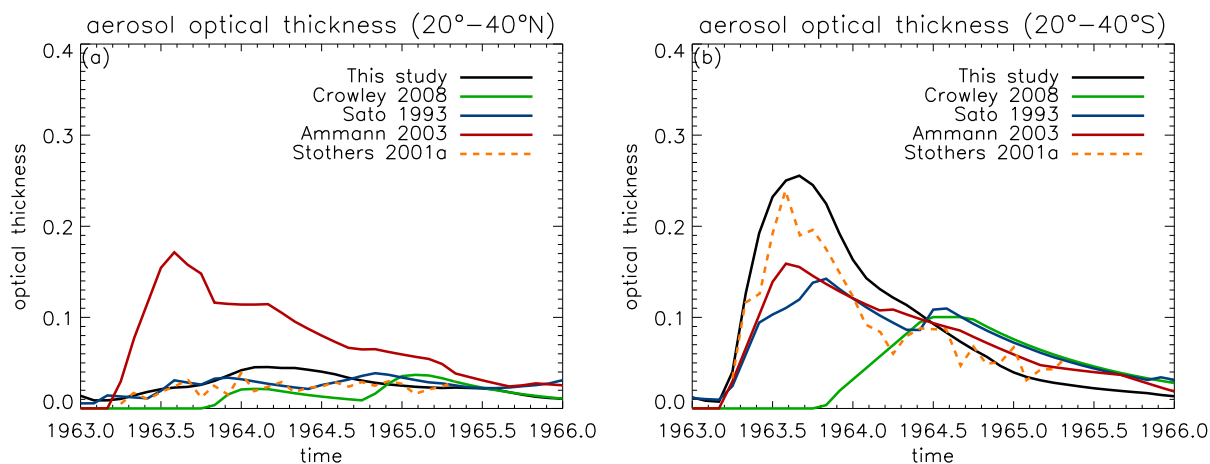 aerosol optical thickness (20°−40°N)
(a)
This study
Crowley 2008
Sato 1993
Ammann 2003
Stothers 2001a
0.4
0.3
0.2
0.1
0.0
optical thickness
1963.0 1963.5 1964.0 1964.5 1965.0 1965.5 1966.0
time
aerosol optical thickness (20°−40°S)
(b)
This study
Crowley 2008
Sato 1993
Ammann 2003
Stothers 2001a
0.4
0.3
0.2
0.1
0.0
optical thickness
1963.0 1963.5 1964.0 1964.5 1965.0 1965.5 1966.0
time